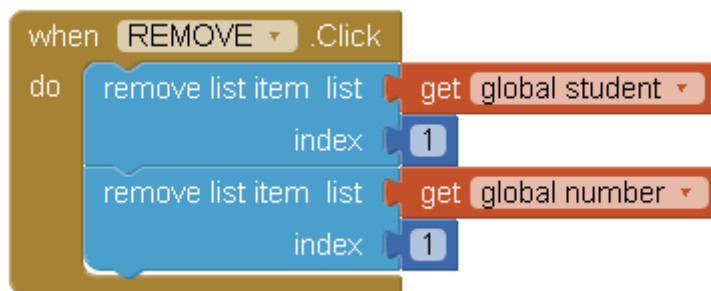 when REMOVE .Click
do remove list item list get global student
index 1
remove list item list get global number
index 1